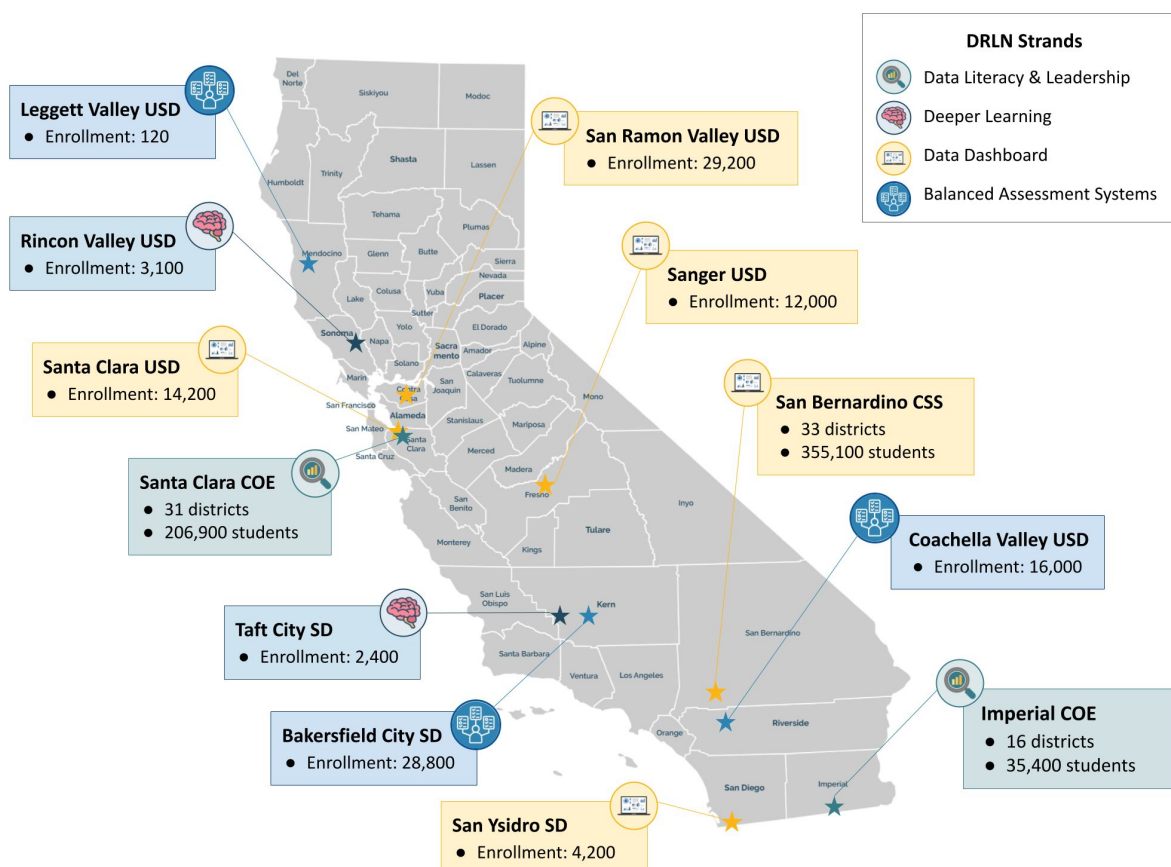 DRLN Strands
Data Literacy & Leadership
Deeper Learning
Data Dashboard
Balanced Assessment Systems
Leggett Valley USD
● Enrollment: 120
San Ramon Valley USD
● Enrollment: 29,200
Rincon Valley USD
● Enrollment: 3,100
Sanger USD
● Enrollment: 12,000
Santa Clara USD
● Enrollment: 14,200
San Bernardino CSS
● 33 districts
● 355,100 students
Santa Clara COE
● 31 districts
● 206,900 students
Coachella Valley USD
● Enrollment: 16,000
Taft City SD
● Enrollment: 2,400
Bakersfield City SD
● Enrollment: 28,800
Imperial COE
● 16 districts
● 35,400 students
San Ysidro SD
● Enrollment: 4,200
Del
Norte
Siskiyou
Modoc
Humboldt
Trinity
Shasta
Lassen
Tehama
Plumas
Mendocino
Glenn
Butte
Sierra
Nevada
Lake
Colusa
Yuba
Placer
Sutter
Sonoma
Napa
Yolo
El Dorado
Sacra
mento
Amador
Alpine
Solano
Marin
Calaveras
Contra
San
Joaquin
Tuolumne
Mono
San Francisco
Alameda
Stanislaus
Mariposa
San Mateo
Santa
Clara
Santa Cruz
Merced
Madera
Fresno
San
Benito
Inyo
Monterey
Kings
Tulare
San Luis
Obispo
Kern
San Bernardino
Santa Barbara
Ventura
Los Angeles
Orange
Riverside
San Diego
Imperial